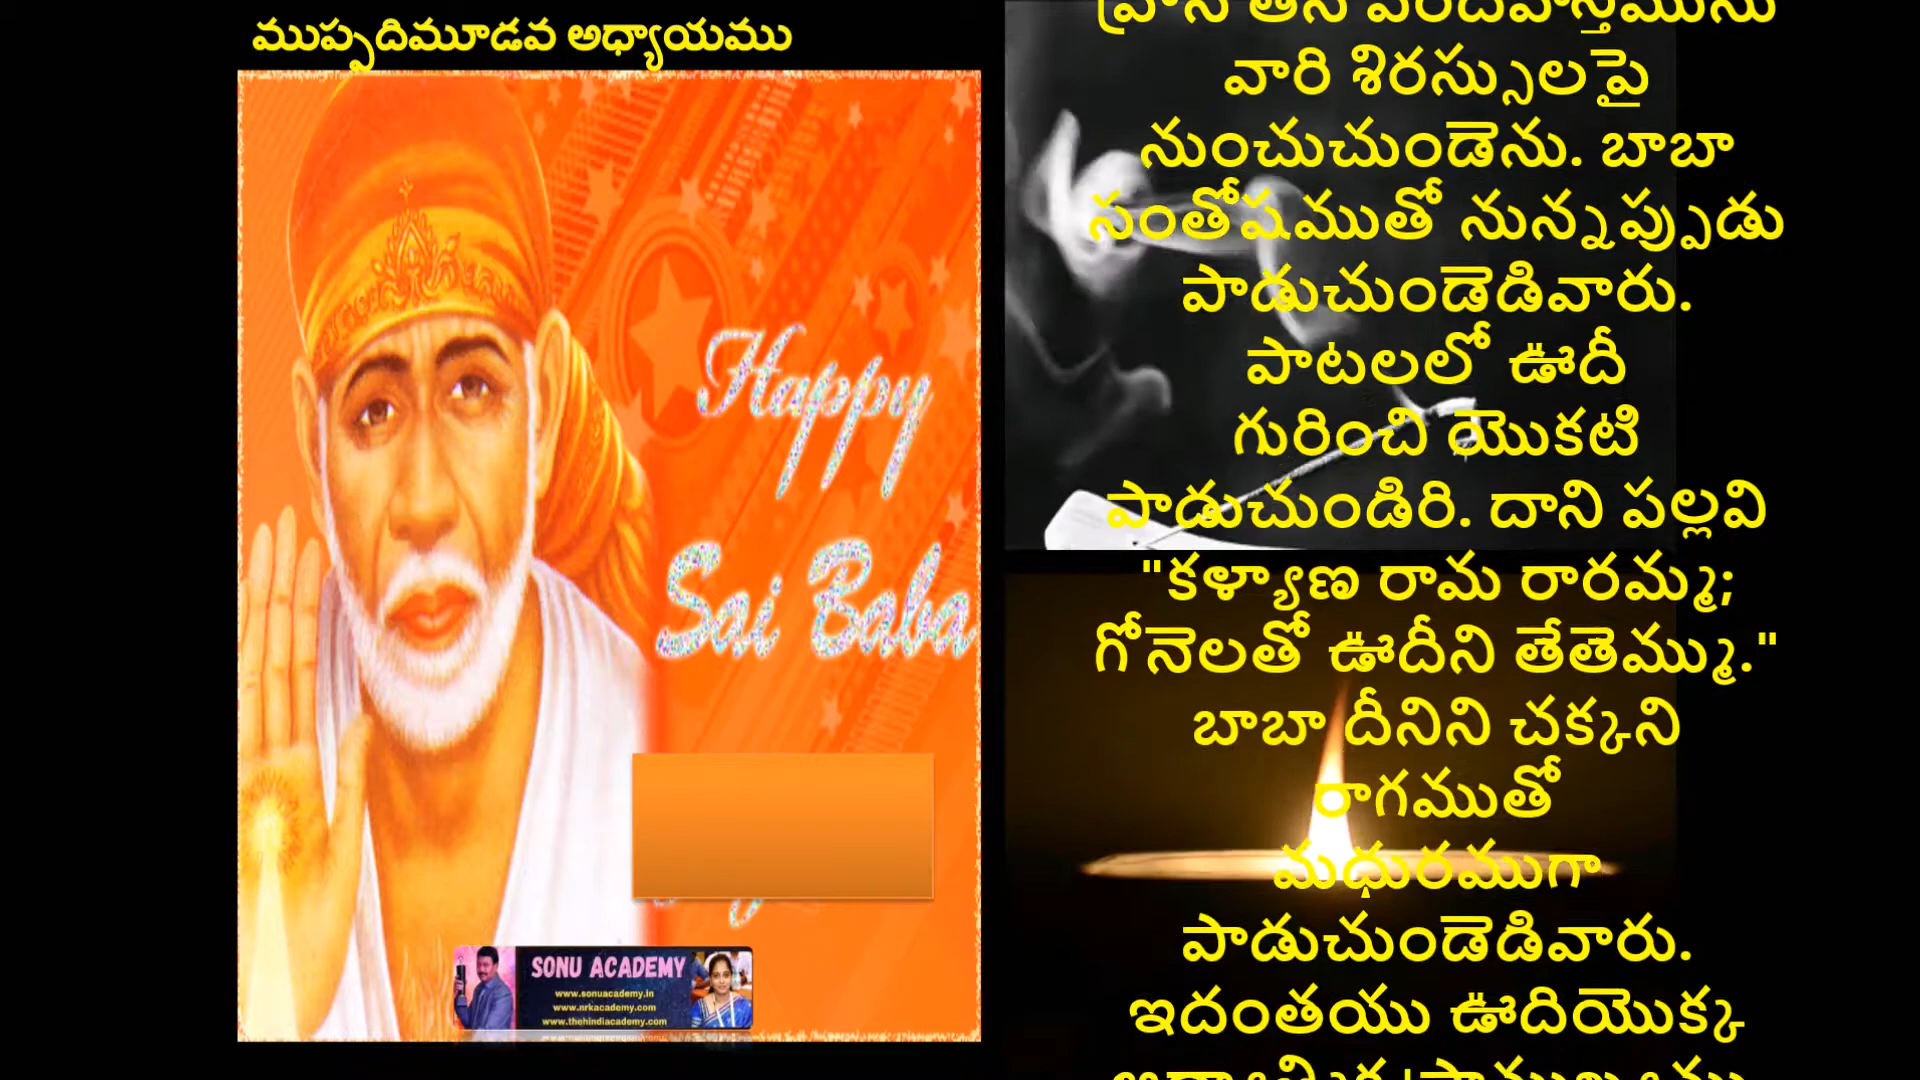 ముప్పదిమూడవ అధ్యాయము
వారి శిరస్సులపై
నుంచుచుండెను. బాబా
సంతోషముతో నున్నప్పుడు
పాడుచుండెడివారు.
పాటలలో ఊదీ
గురించి యొకటి
పాడుచుండిరి. దాని పల్లవి
"కళ్యాణ రామ రారమ్మ;
గోనెలతో ఊదీని తేతెమ్ము."
బాబా దీనిని చక్కని
రాగముతో
మధురముగా
పాడుచుండెడివారు.
ఇదంతయు ఊదియొక్క
Happy
Sai Baba
SONU ACADEMY
www.sonuacademy.in
www.nrkacademy.com
www.thehindiacademy.com